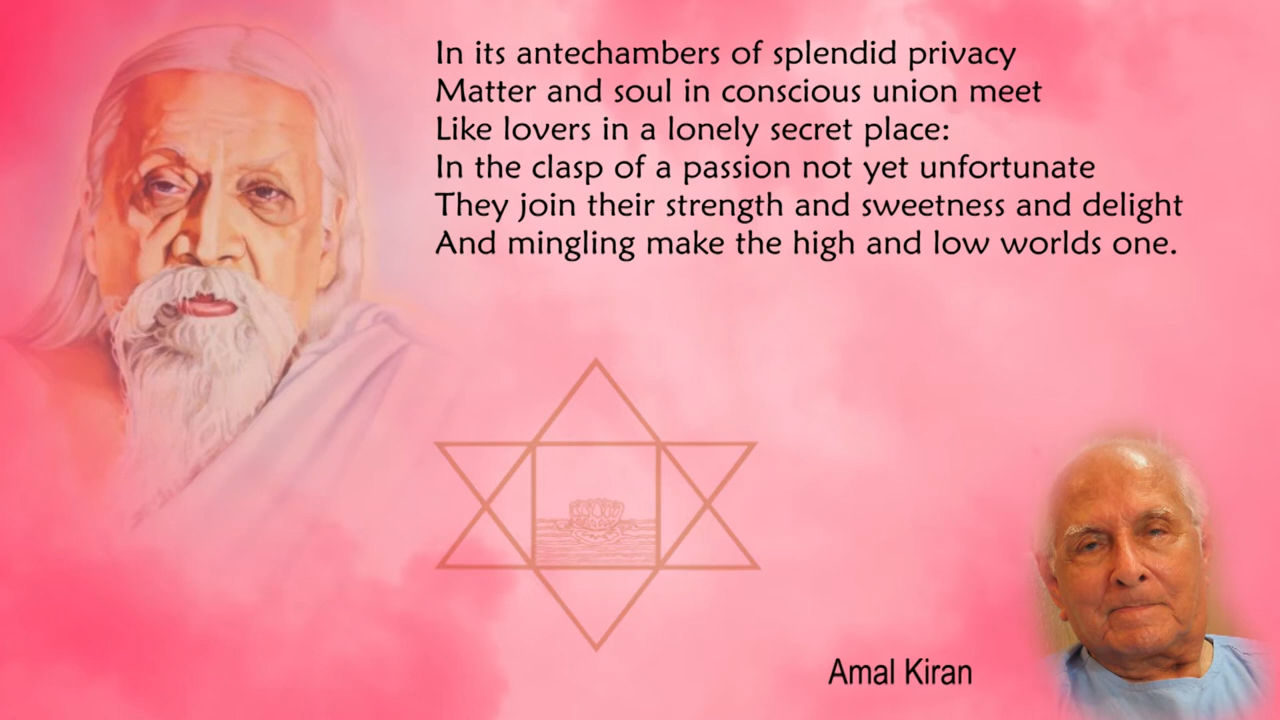 In its antechambers of splendid privacy
Matter and soul in conscious union meet
Like lovers in a lonely secret place:
In the clasp of a passion not yet unfortunate
They join their strength and sweetness and delight
And mingling make the high and low worlds one.
Amal Kiran